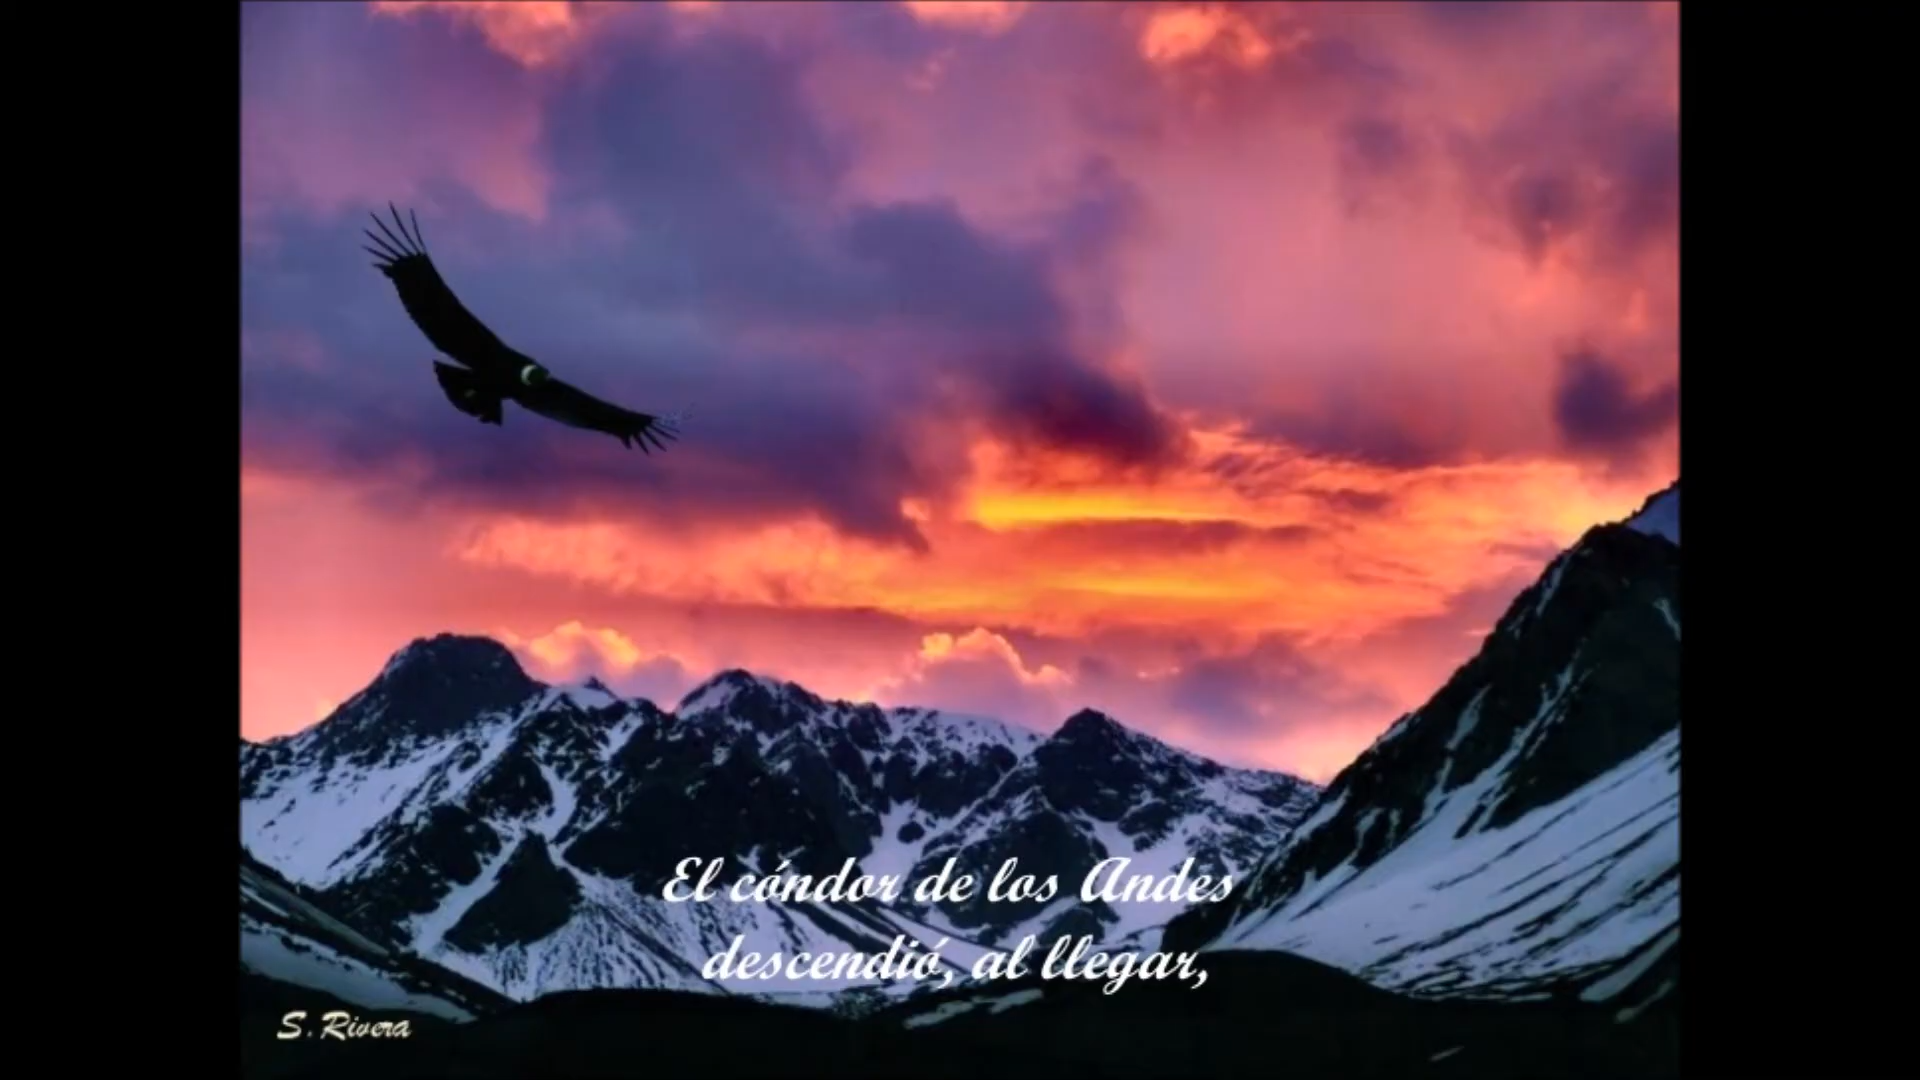 El cóndor de los Andes
descendió, al llegar,
S. Rivera